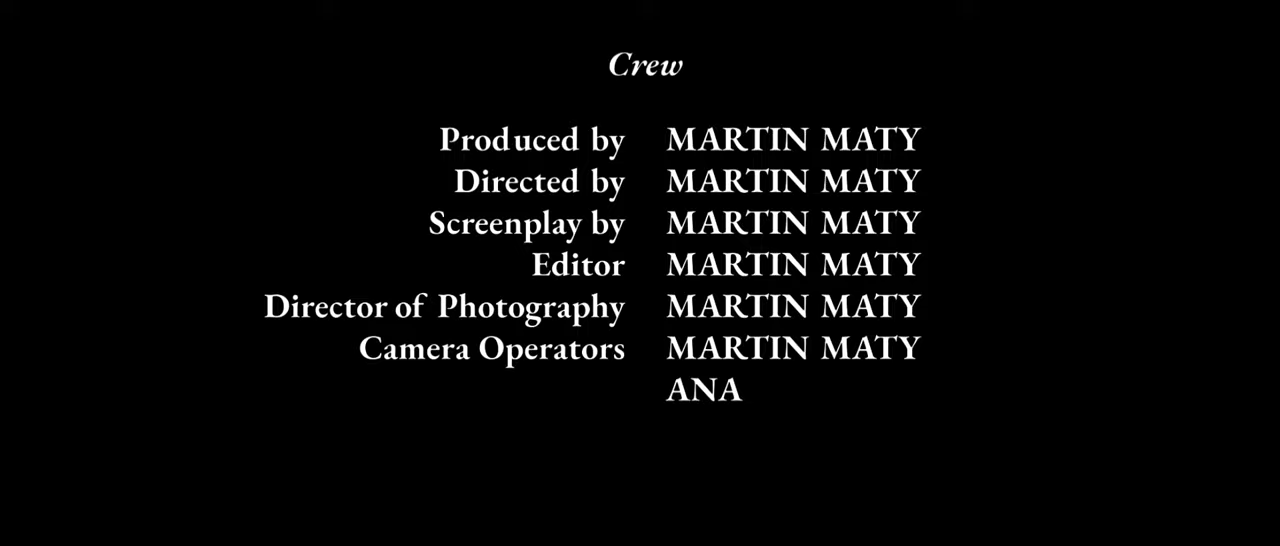 Crew
Produced by MARTIN MATY
Directed by MARTIN MATY
Screenplay by MARTIN MATY
Editor MARTIN MATY
Director of Photography MARTIN MATY
Camera Operators MARTIN MATY
ANA